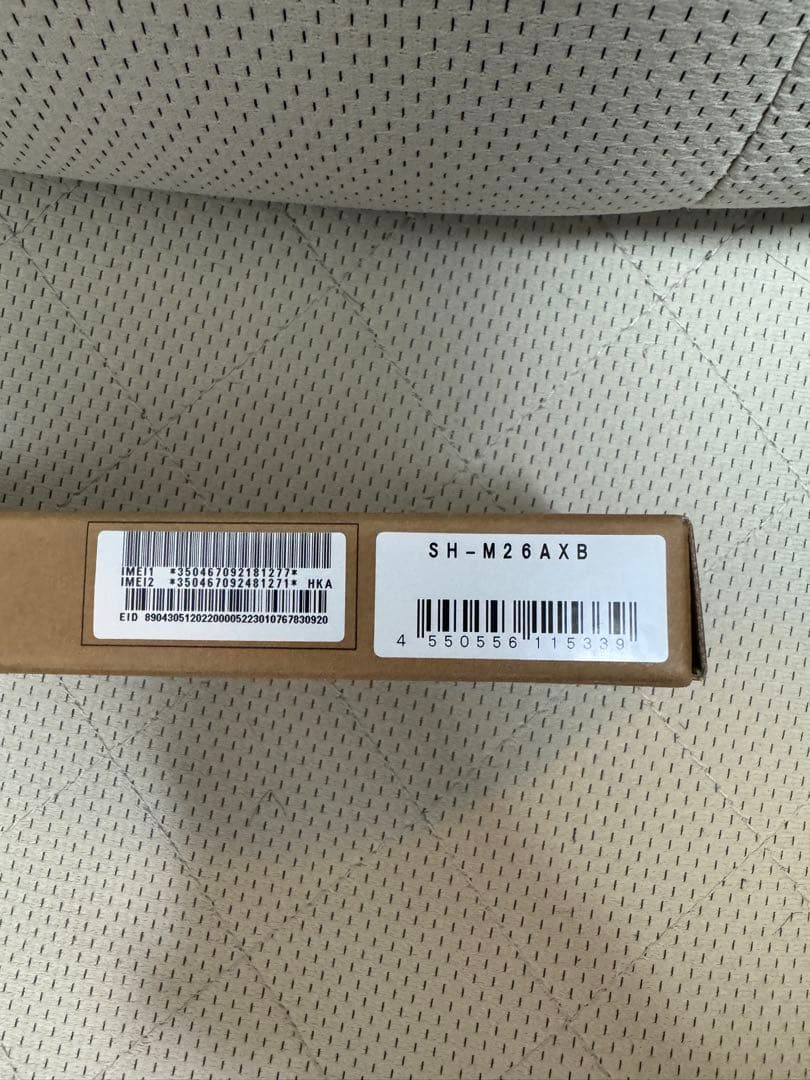 IMEI1 *350467092181277*
IMEI2 *350467092481271* HKA
EID 89043051202200005223010767830920
SH-M26AXB
4 550556 115339